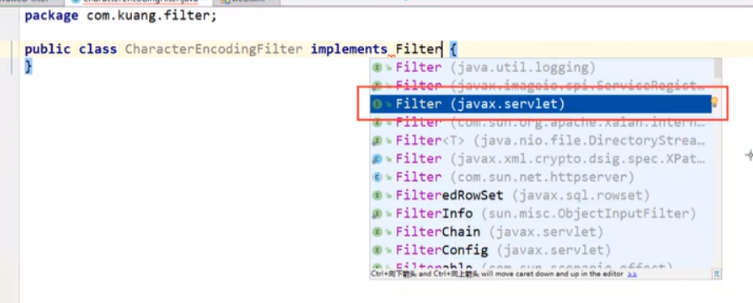 CharacterEncodingFilter.java
package com.kuang.filter;
public class CharacterEncodingFilter implements Filter {
}
Filter (java.util.logging)
Filter (javax.imageio.spi.ServiceRegist...
Filter (javax.servlet)
Filter (com.sun.org.apache.xalan.intern...
Filter<T> (java.nio.file.DirectoryStrea...
Filter (javax.xml.crypto.dsig.spec.XPat...
Filter (com.sun.net.httpserver)
FilteredRowSet (javax.sql.rowset)
FilterInfo (sun.misc.ObjectInputFilter)
FilterChain (javax.servlet)
FilterConfig (javax.servlet)
Filterable (com.sun.scenario.effect)
Ctrl+向下箭头 and Ctrl+向上箭头 will move caret down and up in the editor >>